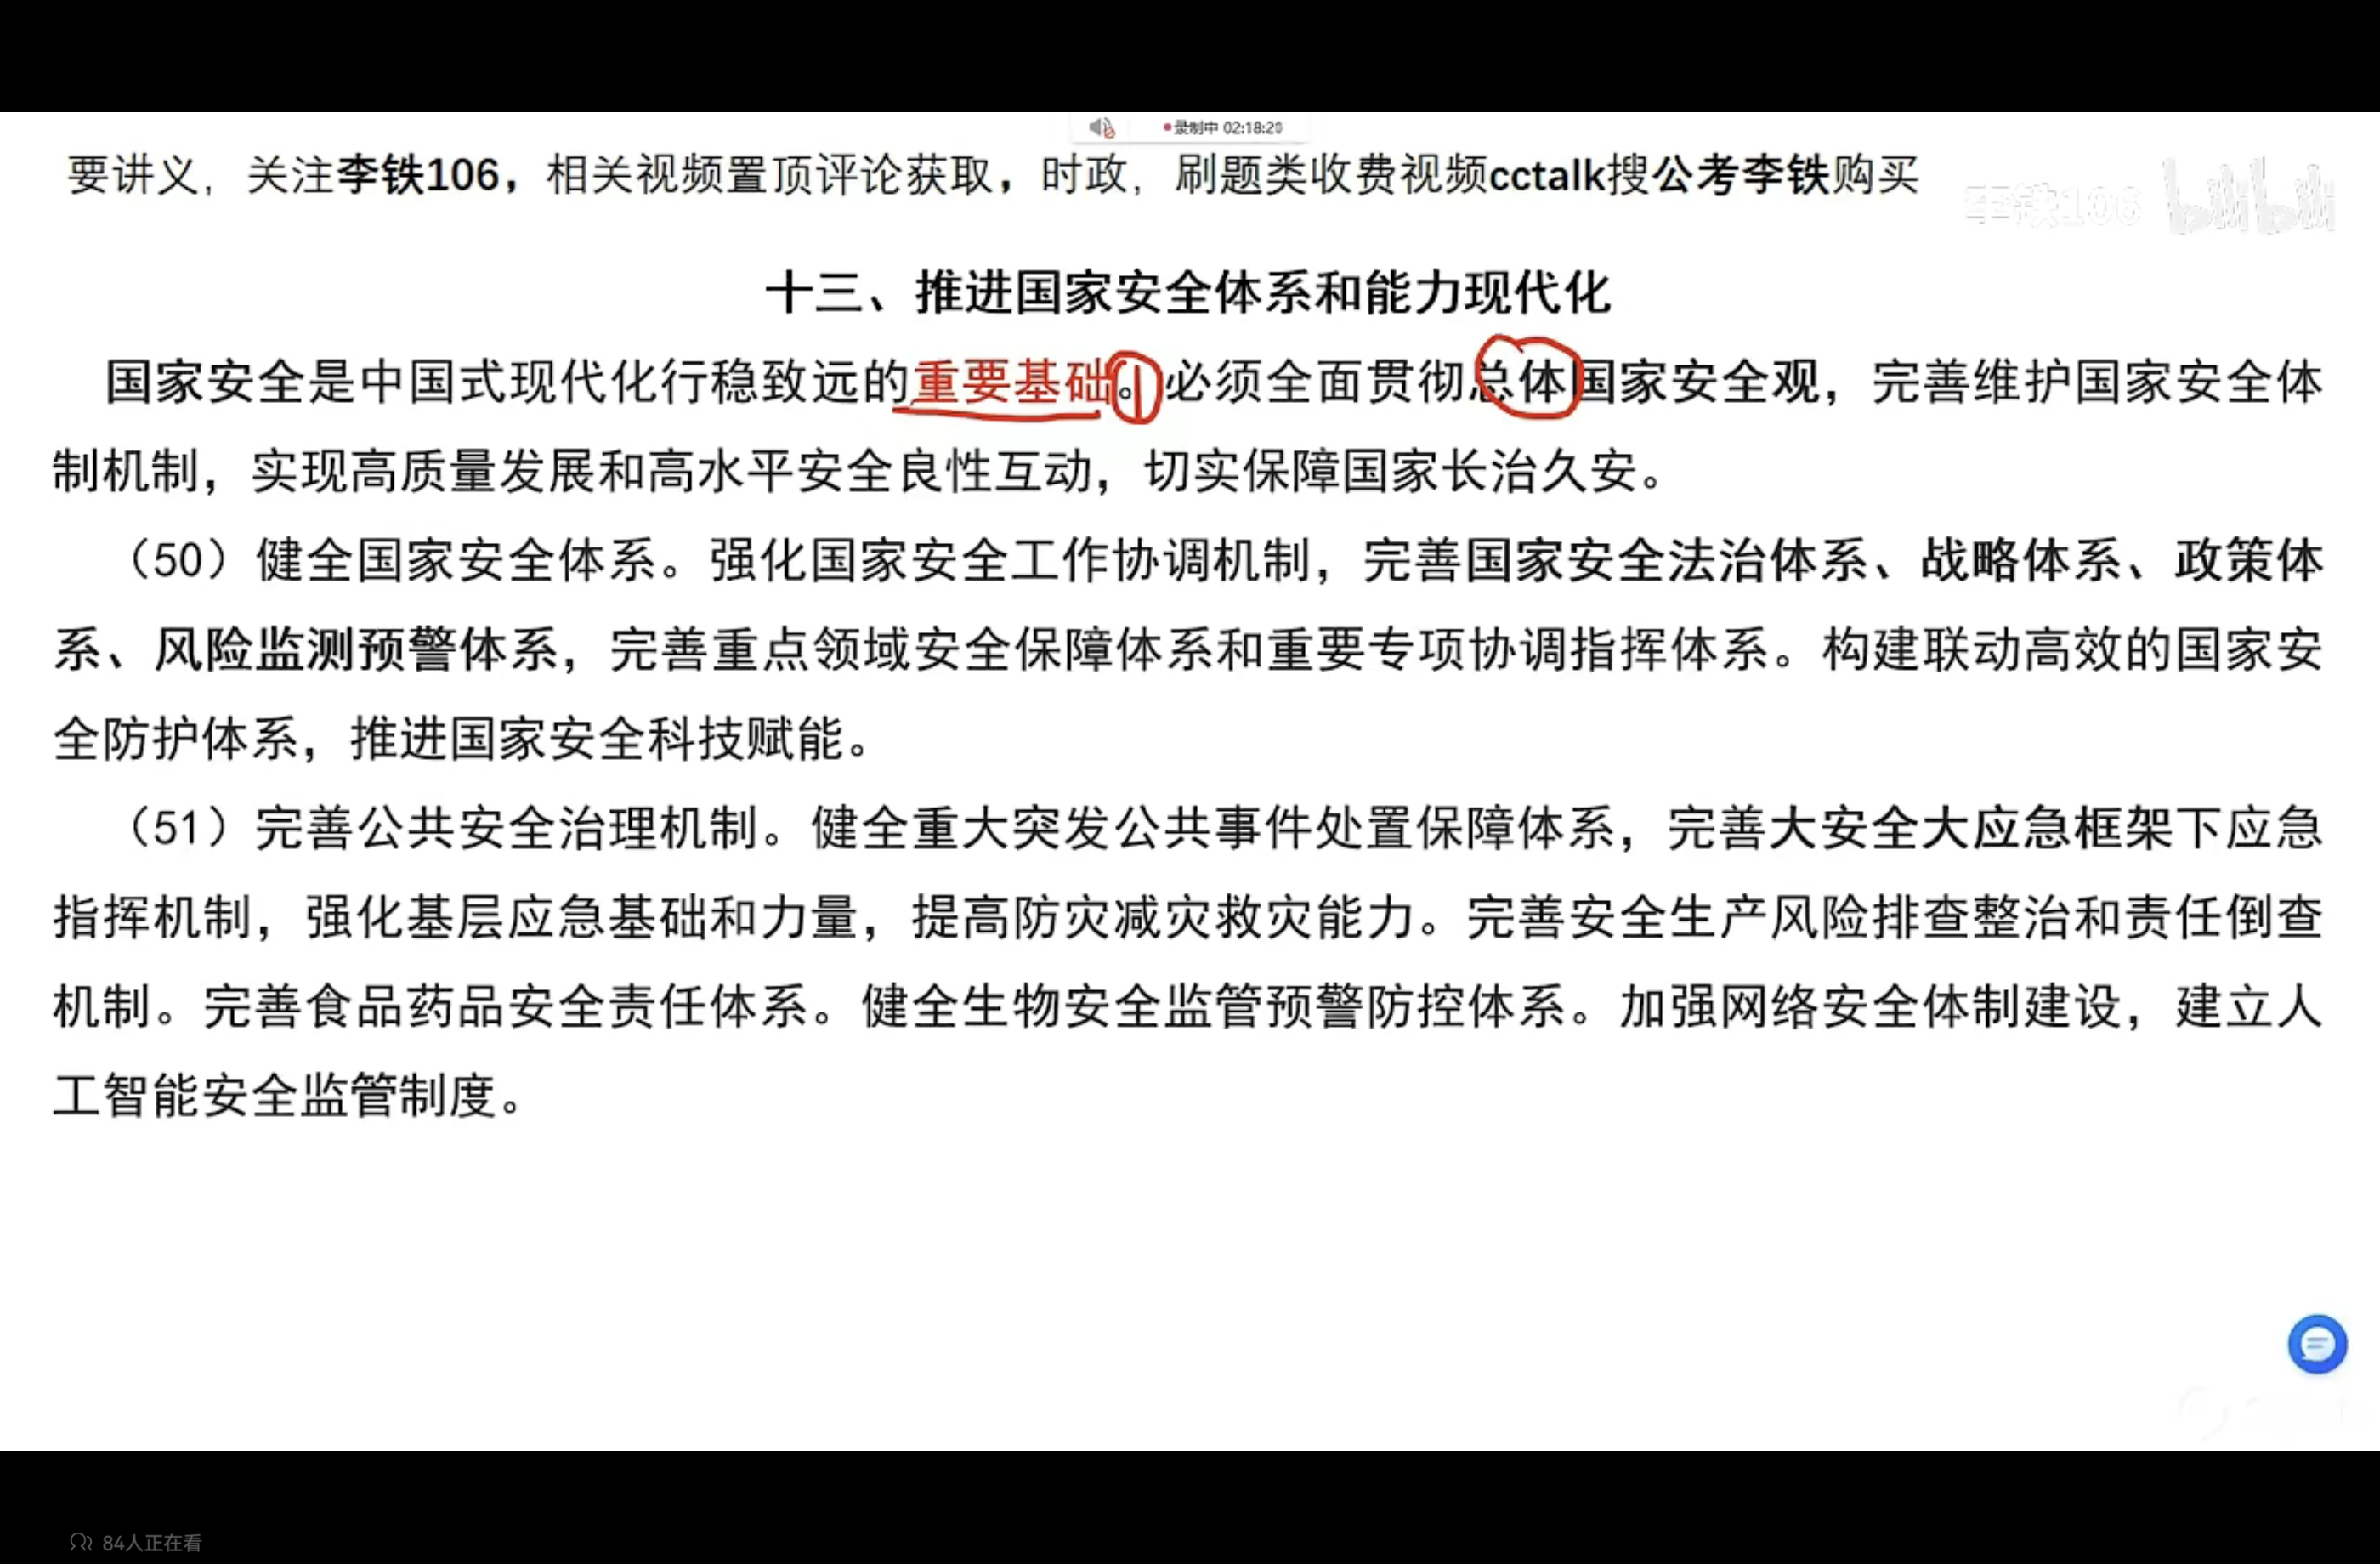 录制中 02:18:20
要讲义，关注李铁106，相关视频置顶评论获取，时政，刷题类收费视频cctalk搜公考李铁购买
李铁106 bilibili
十三、推进国家安全体系和能力现代化
国家安全是中国式现代化行稳致远的重要基础。必须全面贯彻总体国家安全观，完善维护国家安全体
制机制，实现高质量发展和高水平安全良性互动，切实保障国家长治久安。
（50）健全国家安全体系。强化国家安全工作协调机制，完善国家安全法治体系、战略体系、政策体
系、风险监测预警体系，完善重点领域安全保障体系和重要专项协调指挥体系。构建联动高效的国家安
全防护体系，推进国家安全科技赋能。
（51）完善公共安全治理机制。健全重大突发公共事件处置保障体系，完善大安全大应急框架下应急
指挥机制，强化基层应急基础和力量，提高防灾减灾救灾能力。完善安全生产风险排查整治和责任倒查
机制。完善食品药品安全责任体系。健全生物安全监管预警防控体系。加强网络安全体制建设，建立人
工智能安全监管制度。
84人正在看